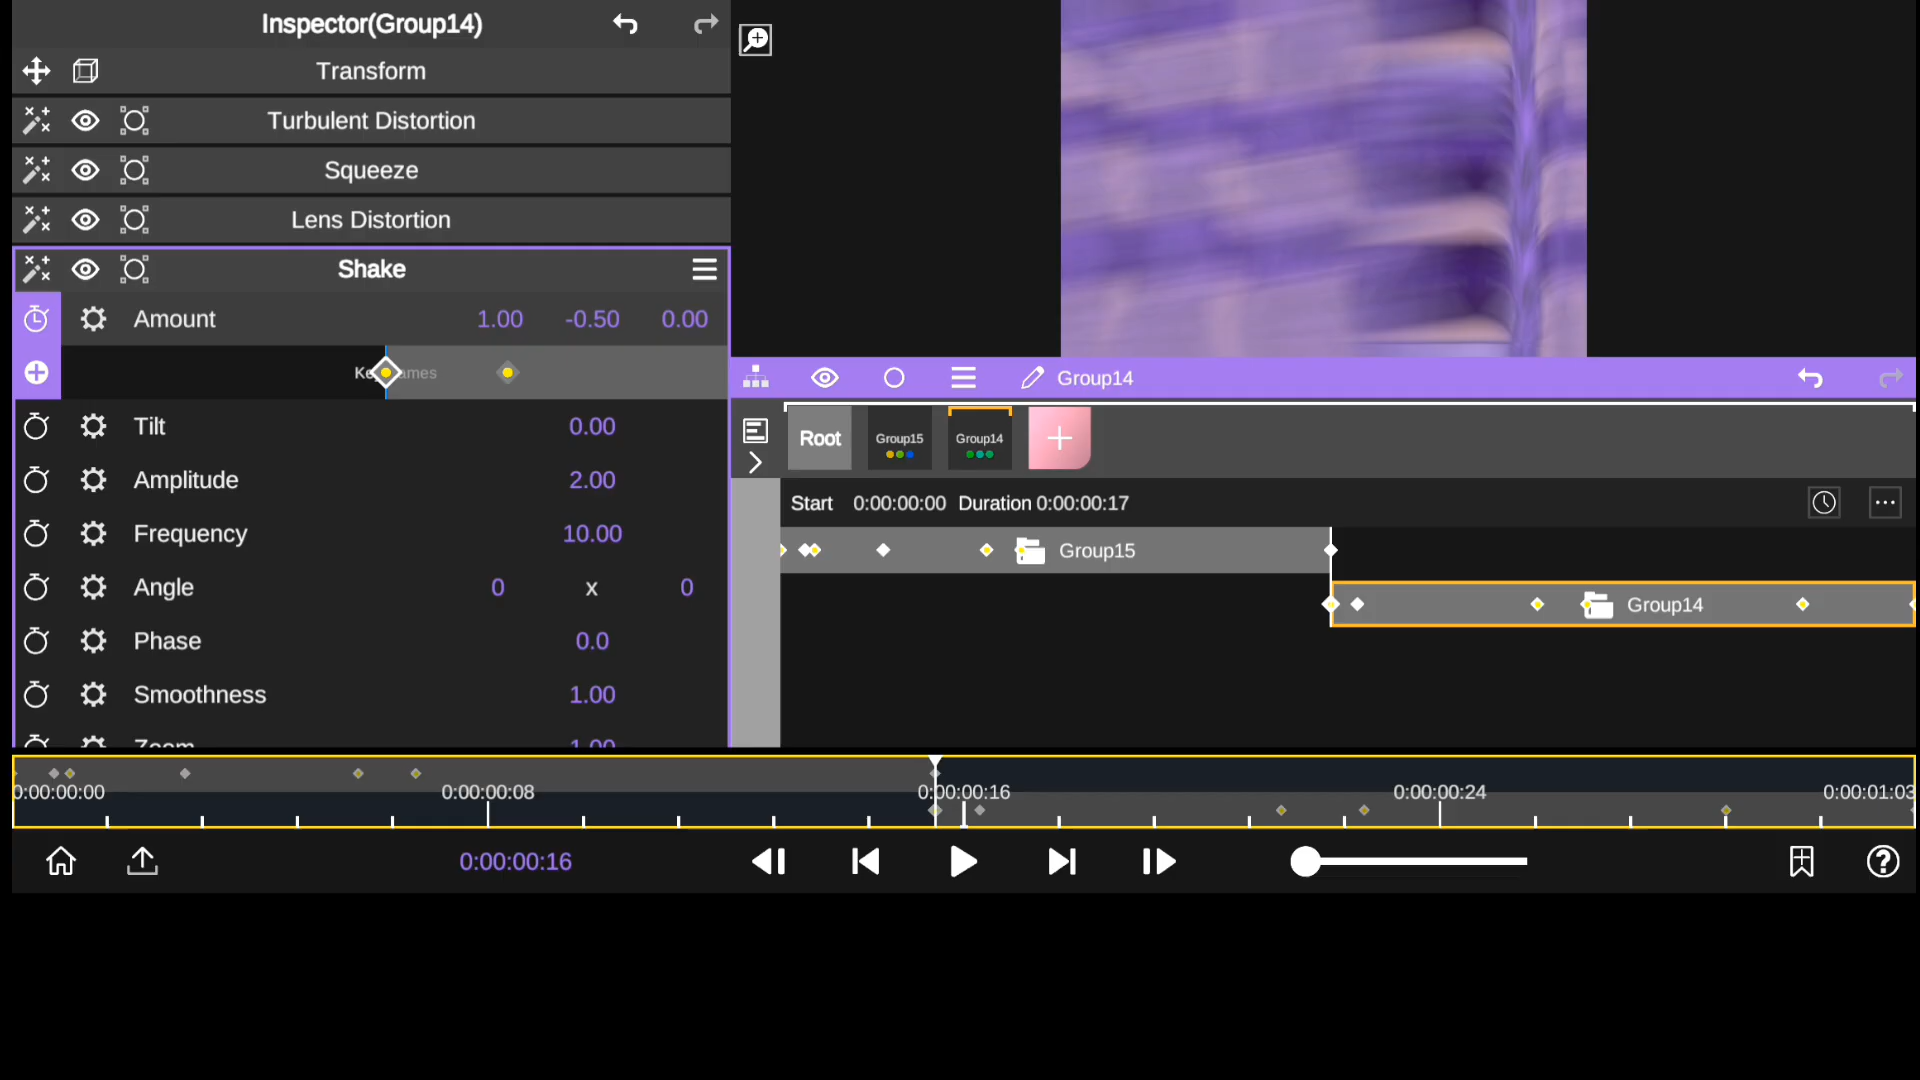 Inspector(Group14)
Transform
Turbulent Distortion
Squeeze
Lens Distortion
Shake
Amount 1.00 -0.50 0.00
Tilt 0.00
Amplitude 2.00
Frequency 10.00
Angle 0 x 0
Phase 0.0
Smoothness 1.00
Zoom 1.00
Group14
Root Group15 Group14
Start 0:00:00:00 Duration 0:00:00:17
Group15
Group14
0:00:00:00 0:00:00:08 0:00:00:16 0:00:00:24 0:00:01:03
0:00:00:16